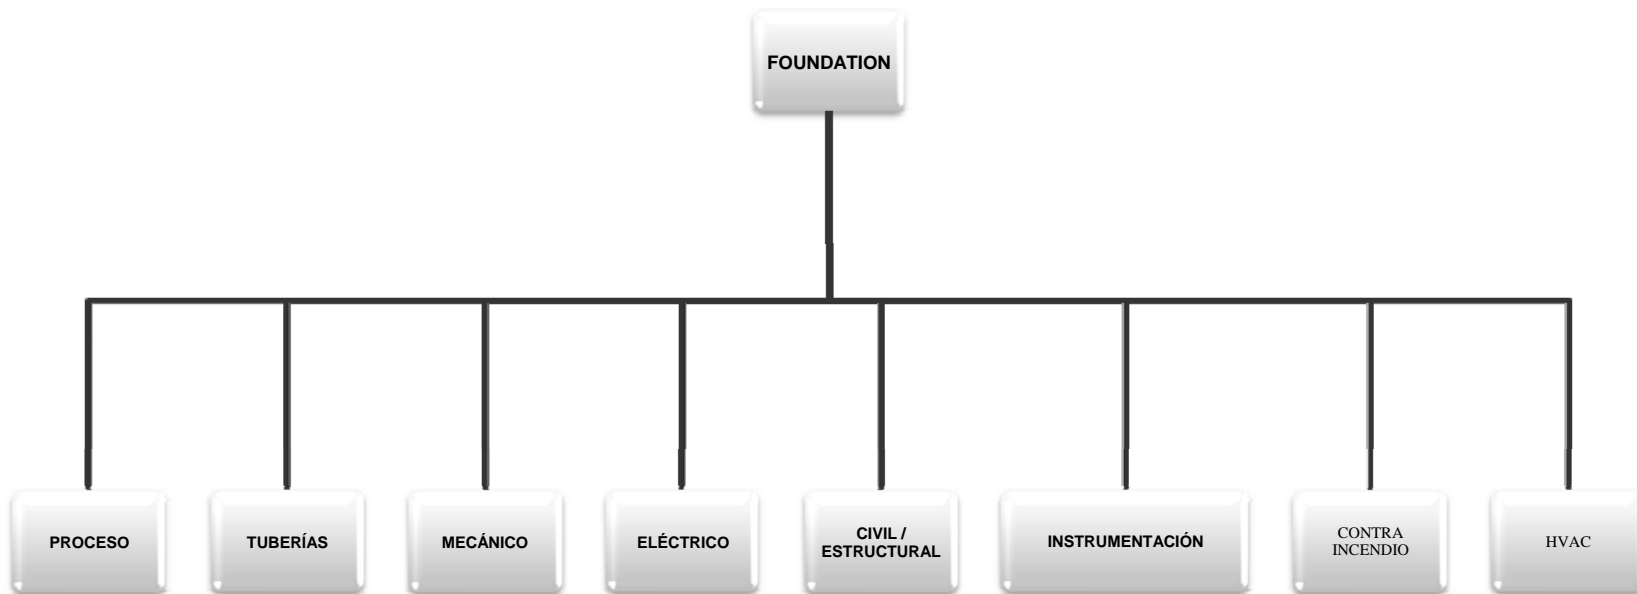 FOUNDATION
PROCESO
TUBERÍAS
MECÁNICO
ELÉCTRICO
CIVIL /
ESTRUCTURAL
INSTRUMENTACIÓN
CONTRA
INCENDIO
HVAC